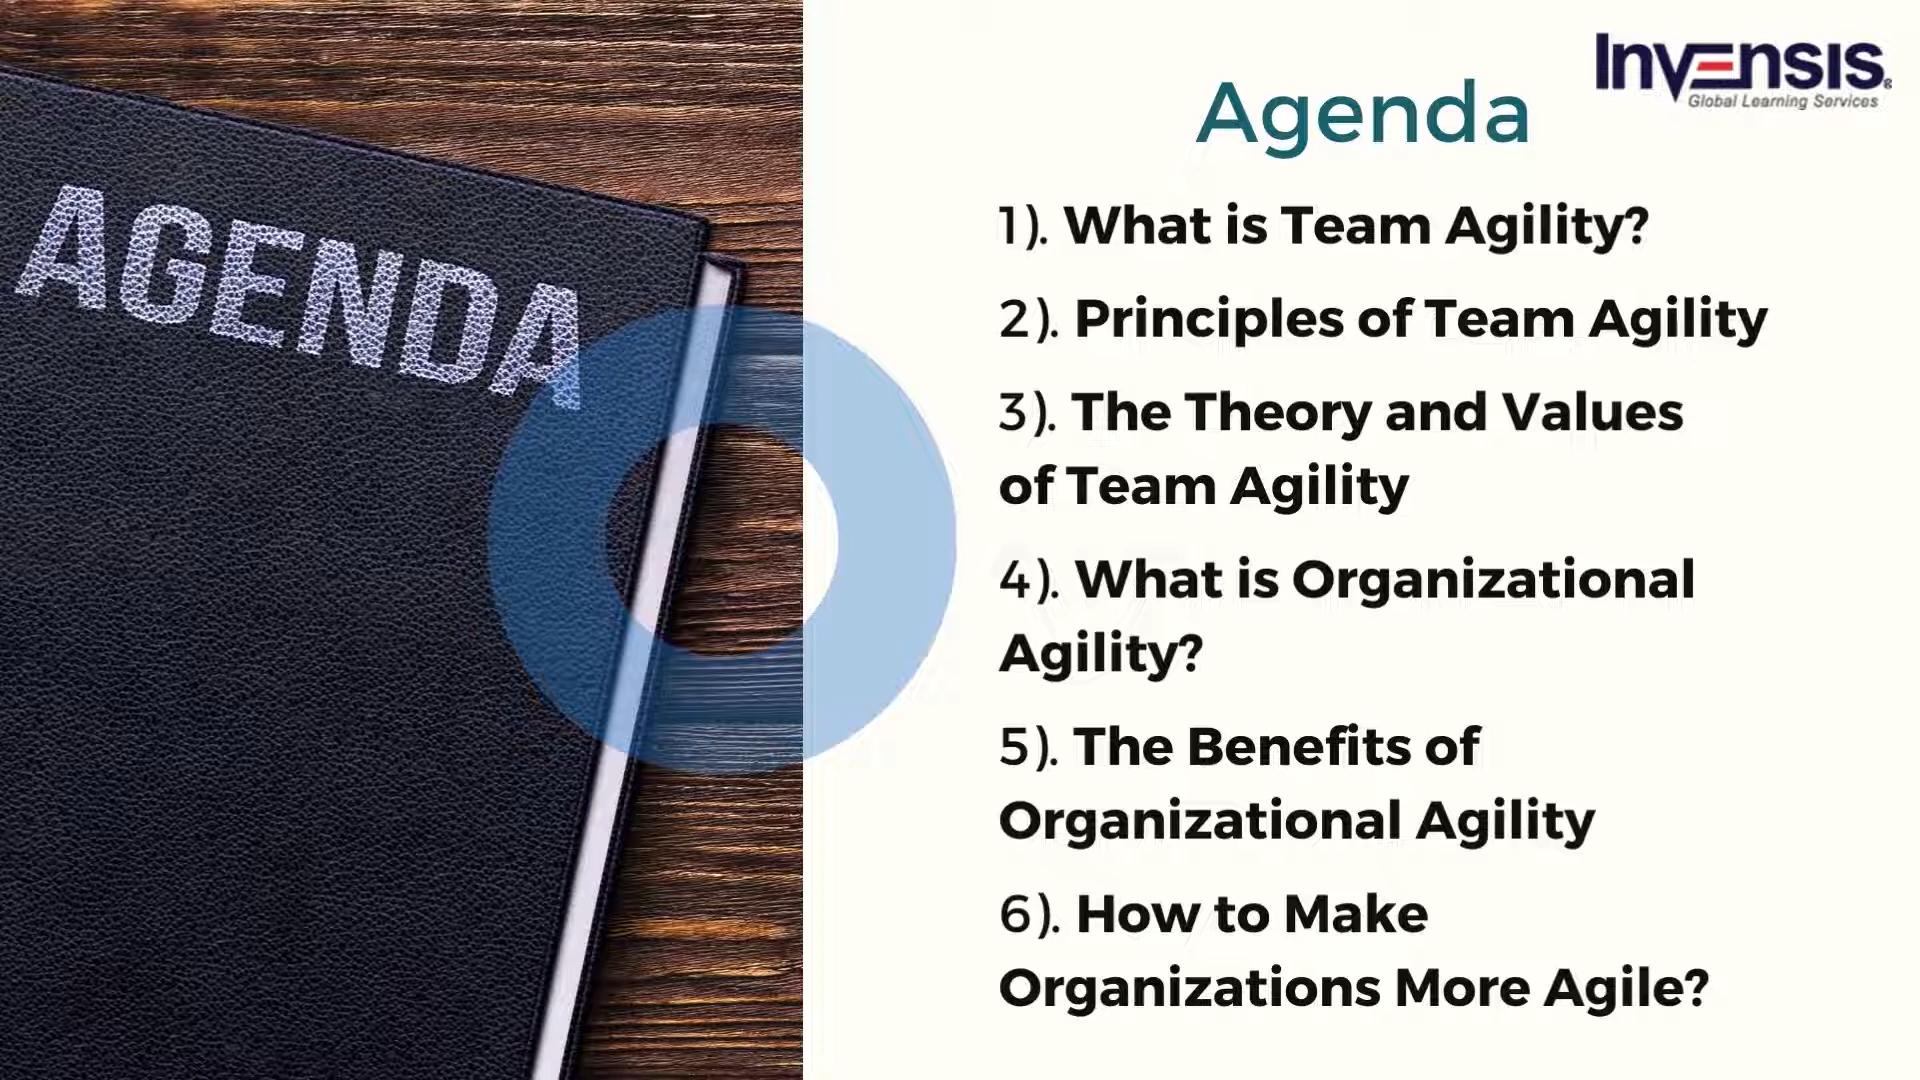 AGENDA
Invensis
Global Learning Services
Agenda
1). What is Team Agility?
2). Principles of Team Agility
3). The Theory and Values
of Team Agility
4). What is Organizational
Agility?
5). The Benefits of
Organizational Agility
6). How to Make
Organizations More Agile?